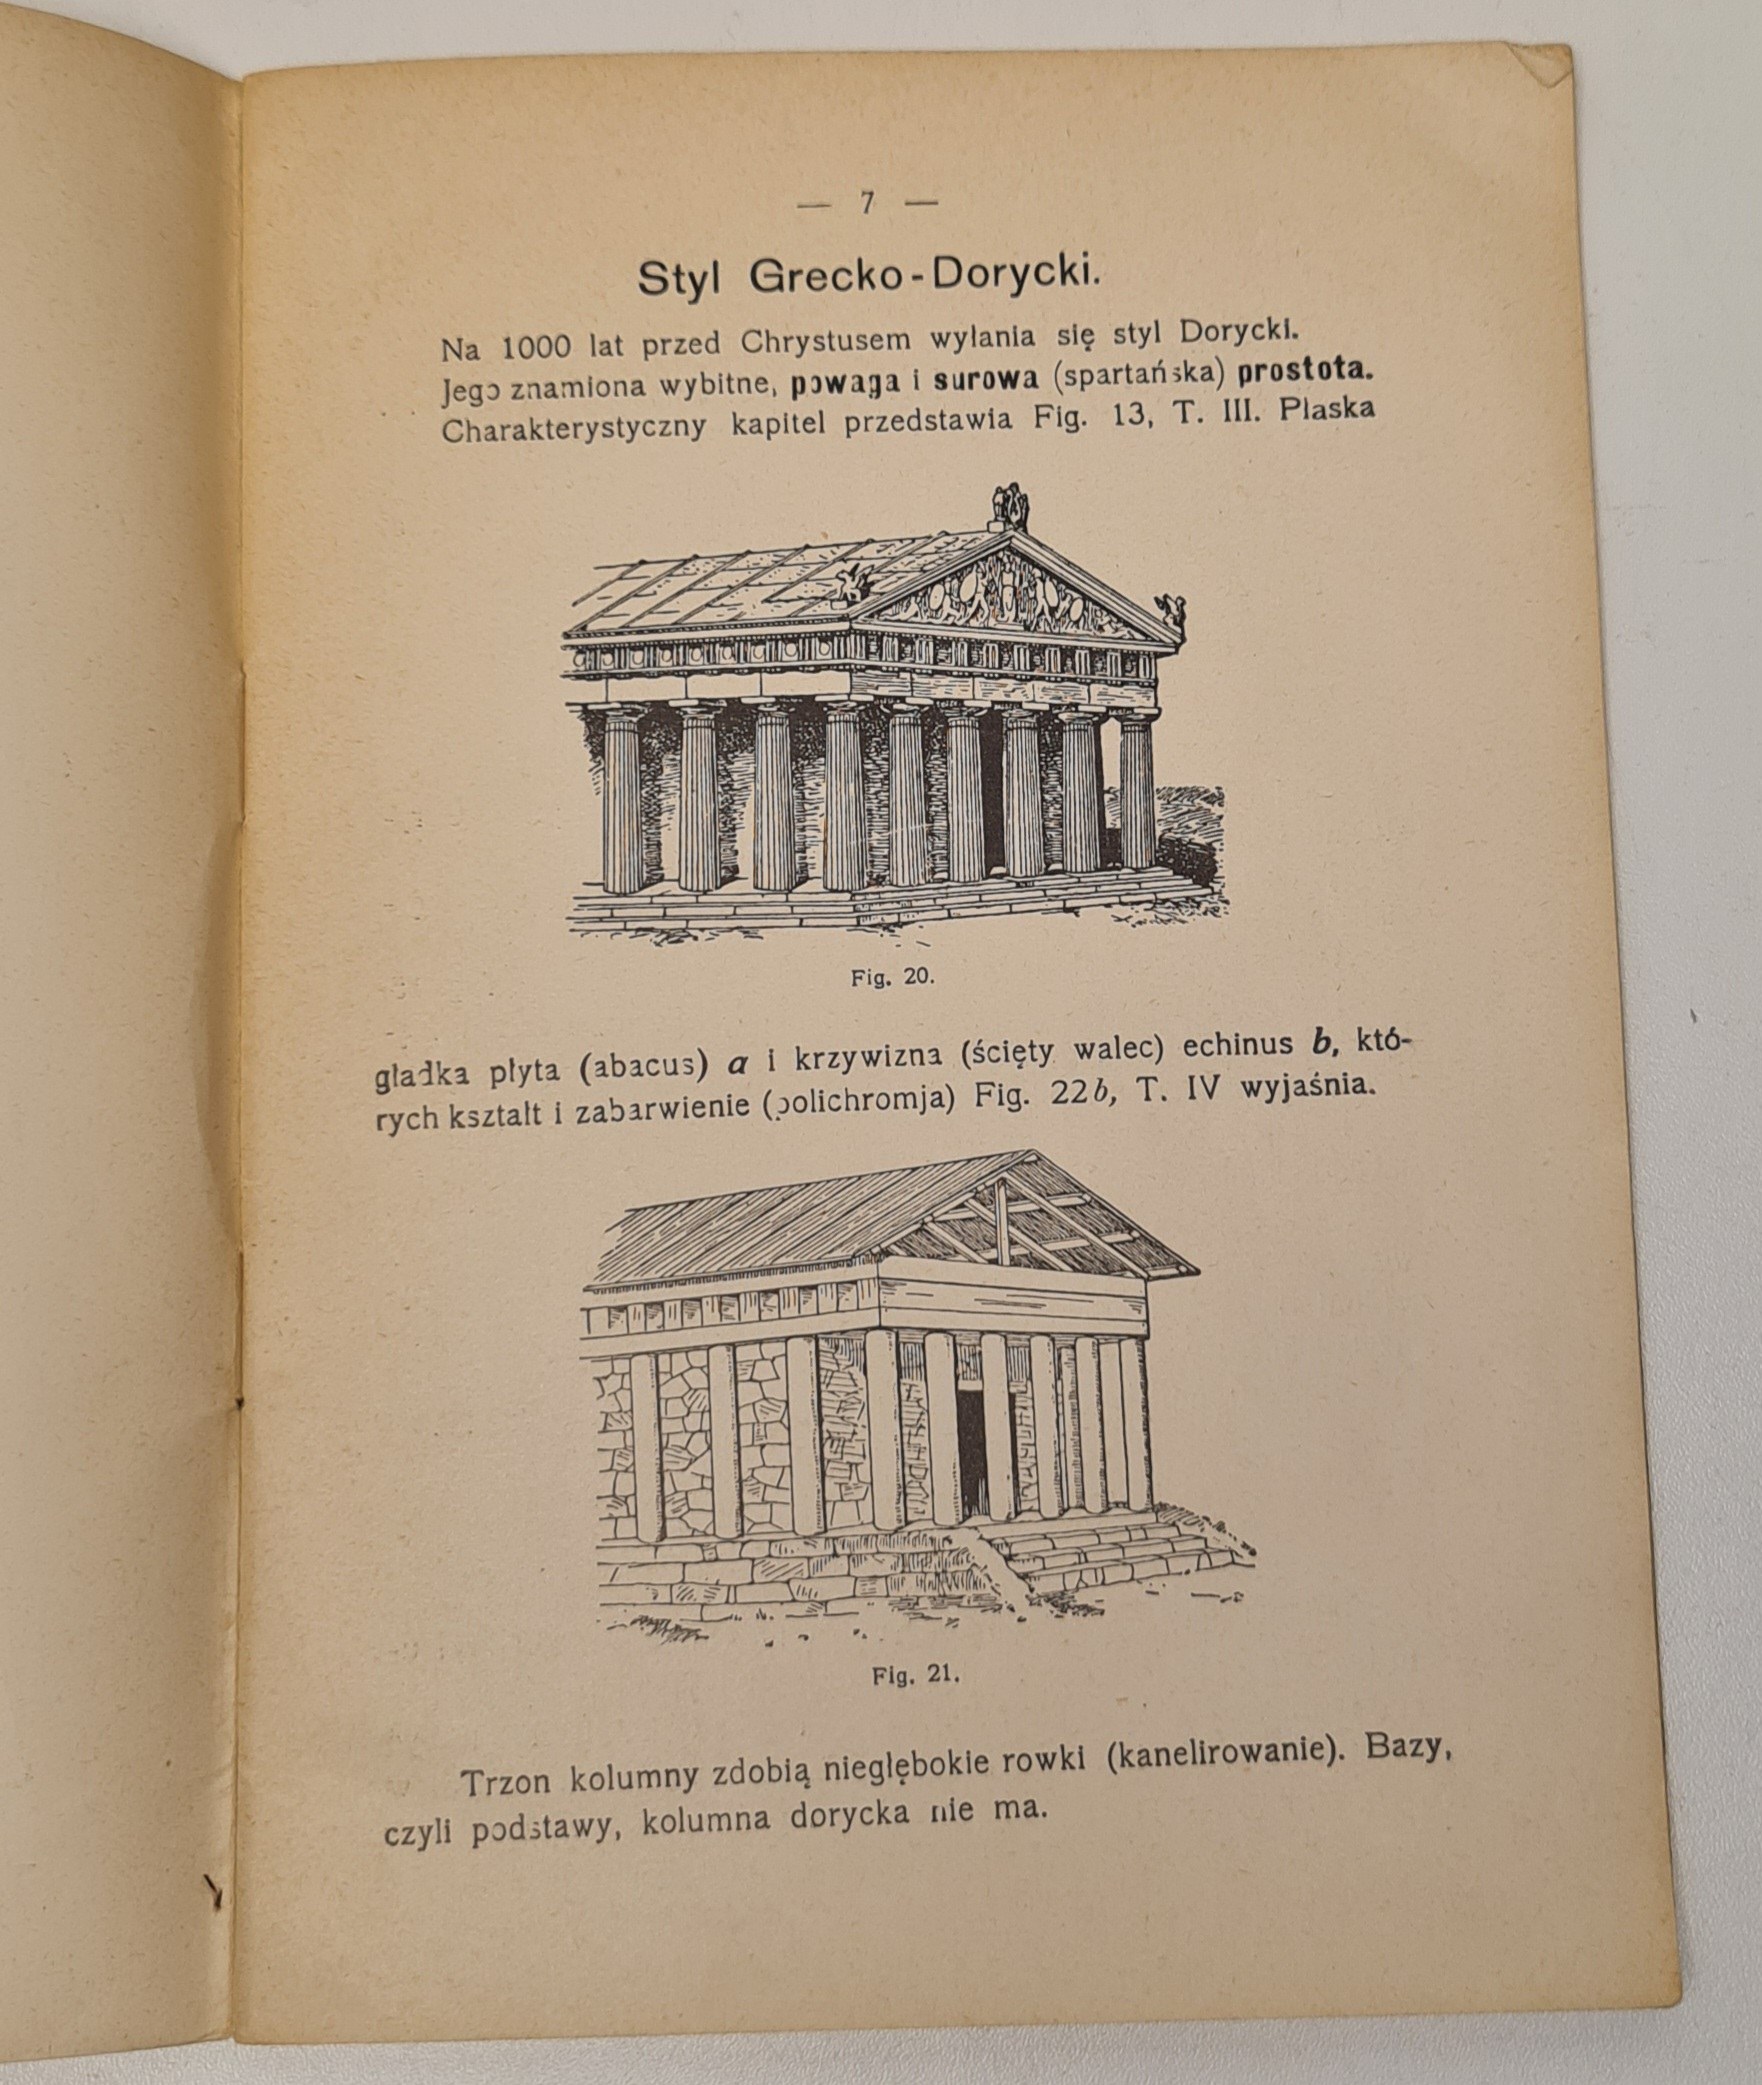 — 7 —
Styl Grecko-Dorycki.
Na 1000 lat przed Chrystusem wyłania się styl Dorycki.
Jego znamiona wybitne, powaga i surowa (spartańska) prostota.
Charakterystyczny kapitel przedstawia Fig. 13, T. III. Płaska
Fig. 20.
gładka płyta (abacus) a i krzywizna (ścięty walec) echinus b, któ-
rych kształt i zabarwienie (polichromja) Fig. 22b, T. IV wyjaśnia.
Fig. 21.
Trzon kolumny zdobią niegłębokie rowki (kanelirowanie). Bazy,
czyli podstawy, kolumna dorycka nie ma.